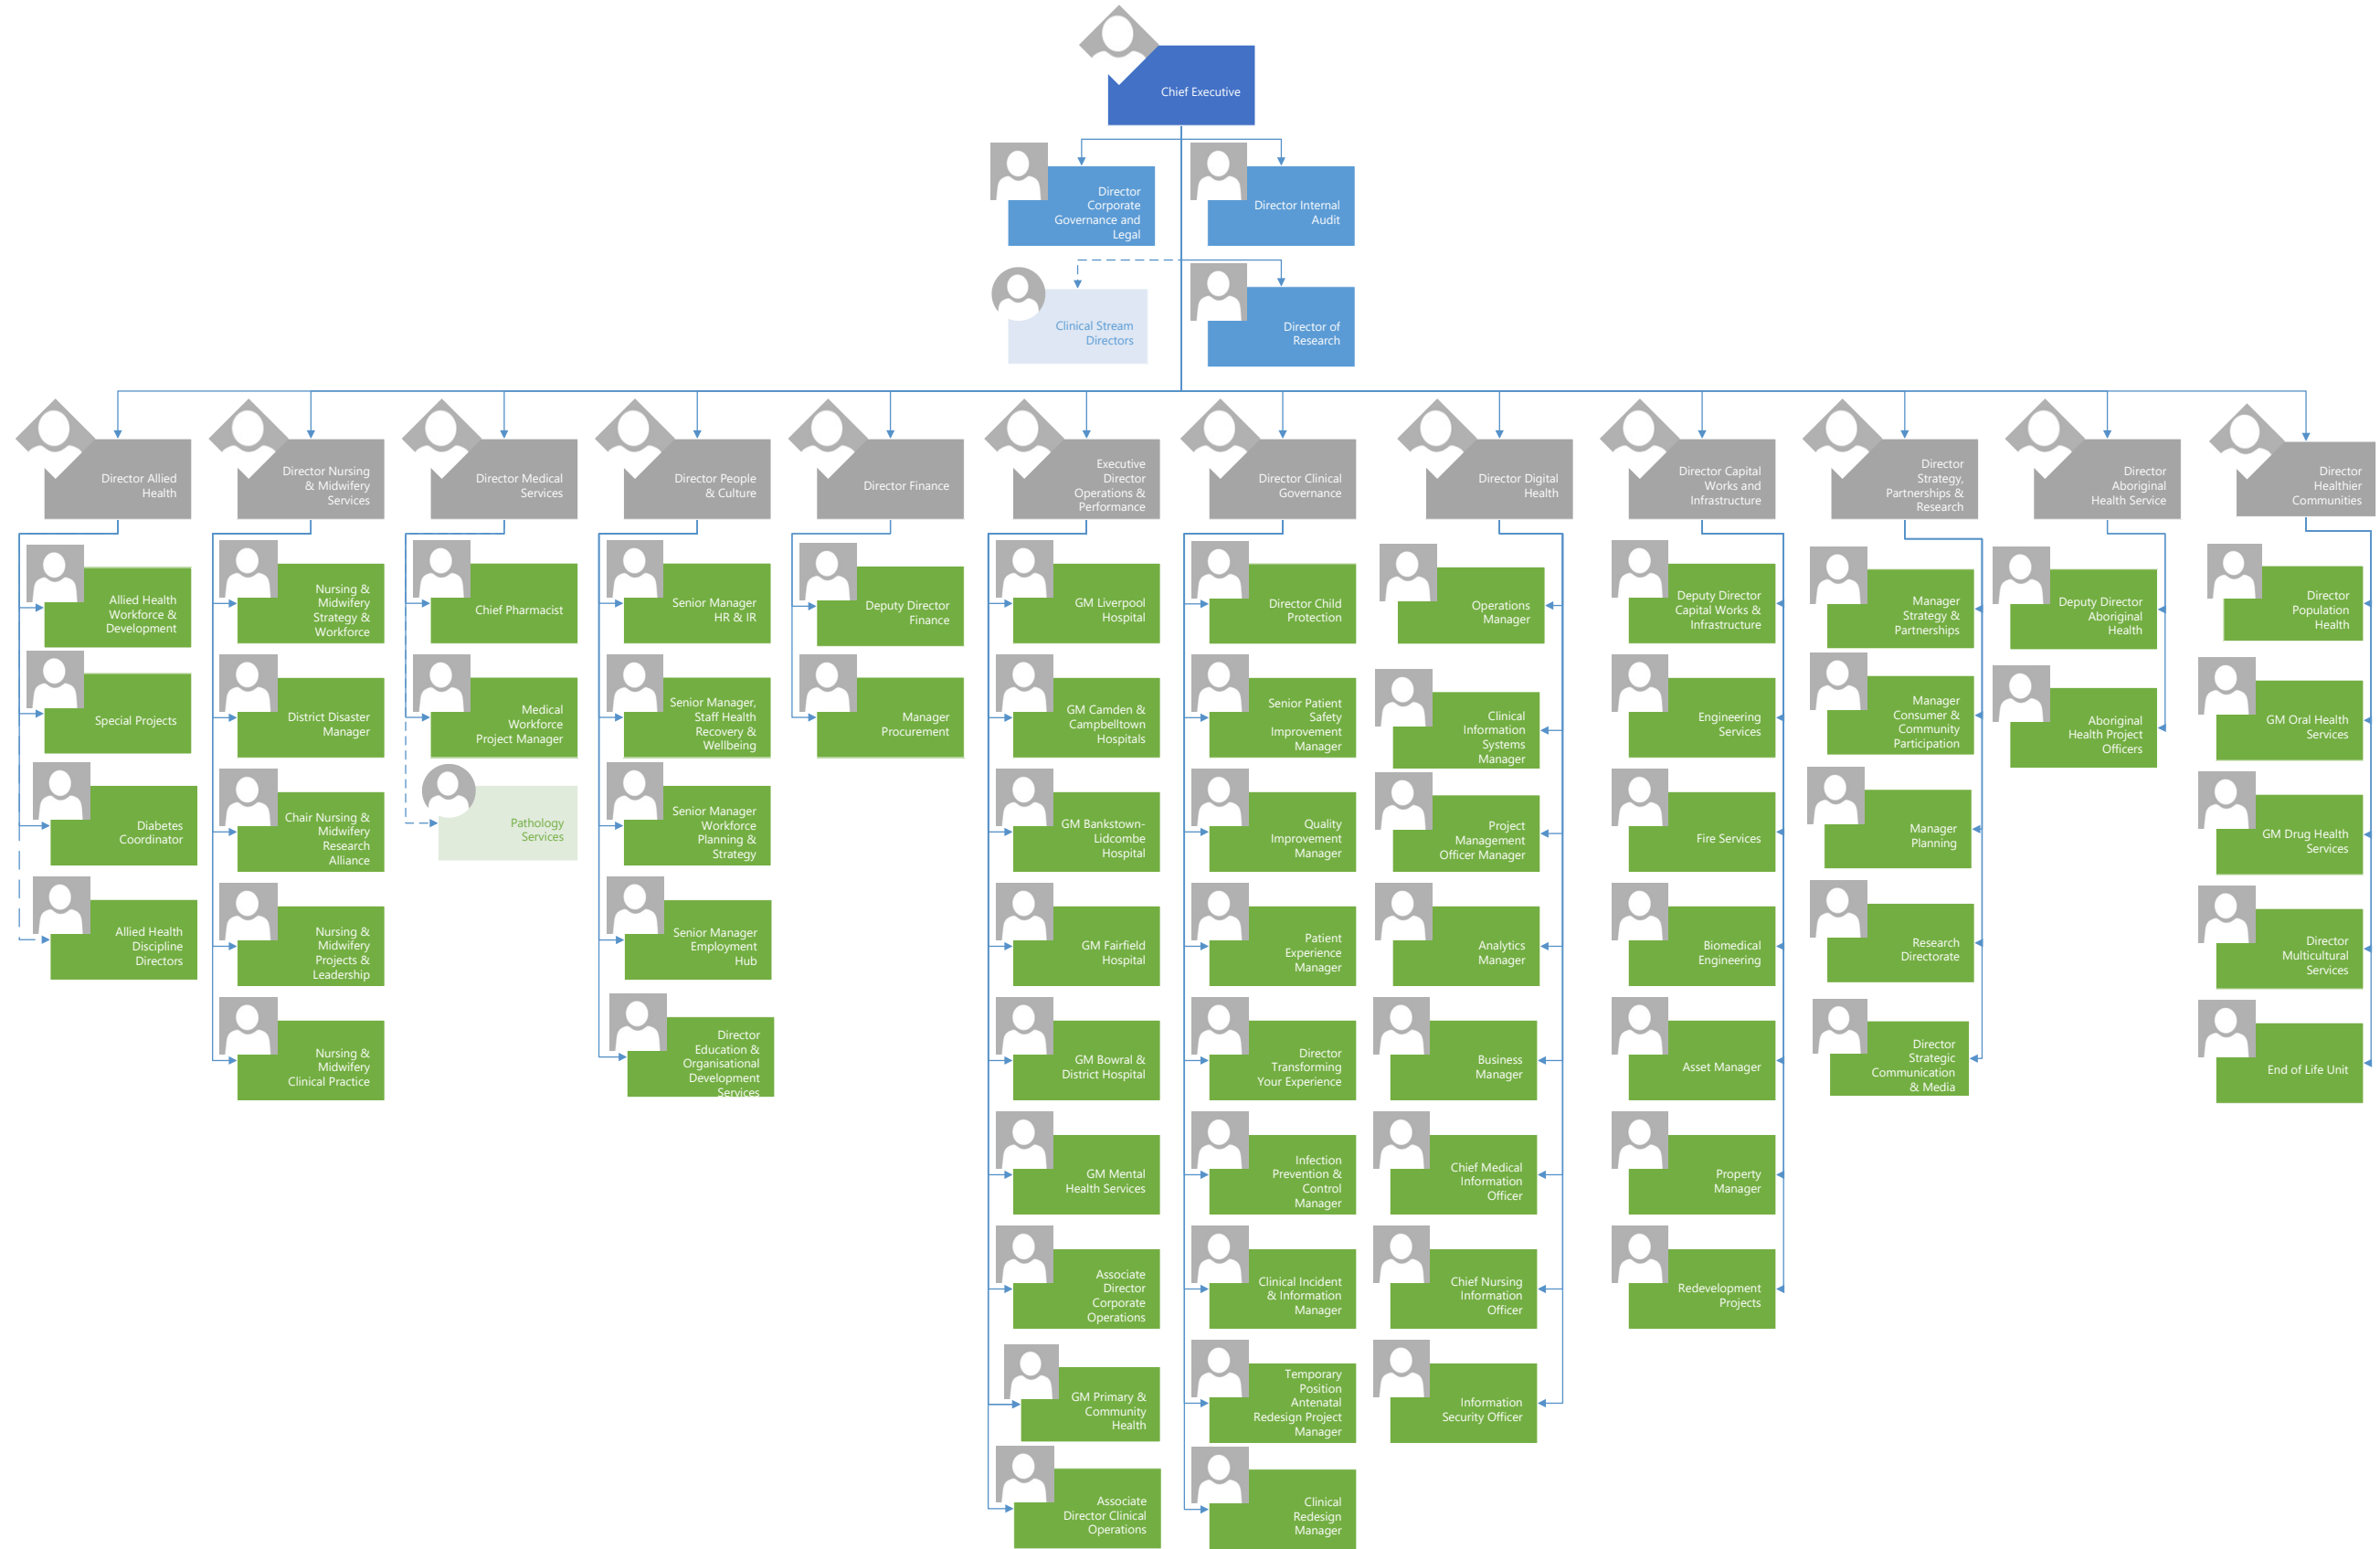 Chief Executive
Director
Corporate
Governance and
Legal
Director Internal
Audit
Clinical Stream
Directors
Director of
Research
Director Allied
Health
Director Nursing
& Midwifery
Services
Director Medical
Services
Director People
& Culture
Director Finance
Executive
Director
Operations &
Performance
Director Clinical
Governance
Director Digital
Health
Director Capital
Works and
Infrastructure
Director
Strategy,
Partnerships &
Research
Director
Aboriginal
Health Service
Director
Healthier
Communities
Allied Health
Workforce &
Development
Special Projects
Diabetes
Coordinator
Allied Health
Discipline
Directors
Nursing &
Midwifery
Strategy &
Workforce
District Disaster
Manager
Chair Nursing &
Midwifery
Research
Alliance
Nursing &
Midwifery
Projects &
Leadership
Nursing &
Midwifery
Clinical Practice
Chief Pharmacist
Medical
Workforce
Project Manager
Pathology
Services
Senior Manager
HR & IR
Senior Manager,
Staff Health
Recovery &
Wellbeing
Senior Manager
Workforce
Planning &
Strategy
Senior Manager
Employment
Hub
Director
Education &
Organisational
Development
Services
Deputy Director
Finance
Manager
Procurement
GM Liverpool
Hospital
GM Camden &
Campbelltown
Hospitals
GM Bankstown-
Lidcombe
Hospital
GM Fairfield
Hospital
GM Bowral &
District Hospital
GM Mental
Health Services
Associate
Director
Corporate
Operations
GM Primary &
Community
Health
Associate
Director Clinical
Operations
Director Child
Protection
Senior Patient
Safety
Improvement
Manager
Quality
Improvement
Manager
Patient
Experience
Manager
Director
Transforming
Your Experience
Infection
Prevention &
Control
Manager
Clinical Incident
& Information
Manager
Temporary
Position
Antenatal
Redesign Project
Manager
Clinical
Redesign
Manager
Operations
Manager
Clinical
Information
Systems
Manager
Project
Management
Officer Manager
Analytics
Manager
Business
Manager
Chief Medical
Information
Officer
Chief Nursing
Information
Officer
Information
Security Officer
Deputy Director
Capital Works &
Infrastructure
Engineering
Services
Fire Services
Biomedical
Engineering
Asset Manager
Property
Manager
Redevelopment
Projects
Manager
Strategy &
Partnerships
Manager
Consumer &
Community
Participation
Manager
Planning
Research
Directorate
Director
Strategic
Communication
& Media
Deputy Director
Aboriginal
Health
Aboriginal
Health Project
Officers
Director
Population
Health
GM Oral Health
Services
GM Drug Health
Services
Director
Multicultural
Services
End of Life Unit